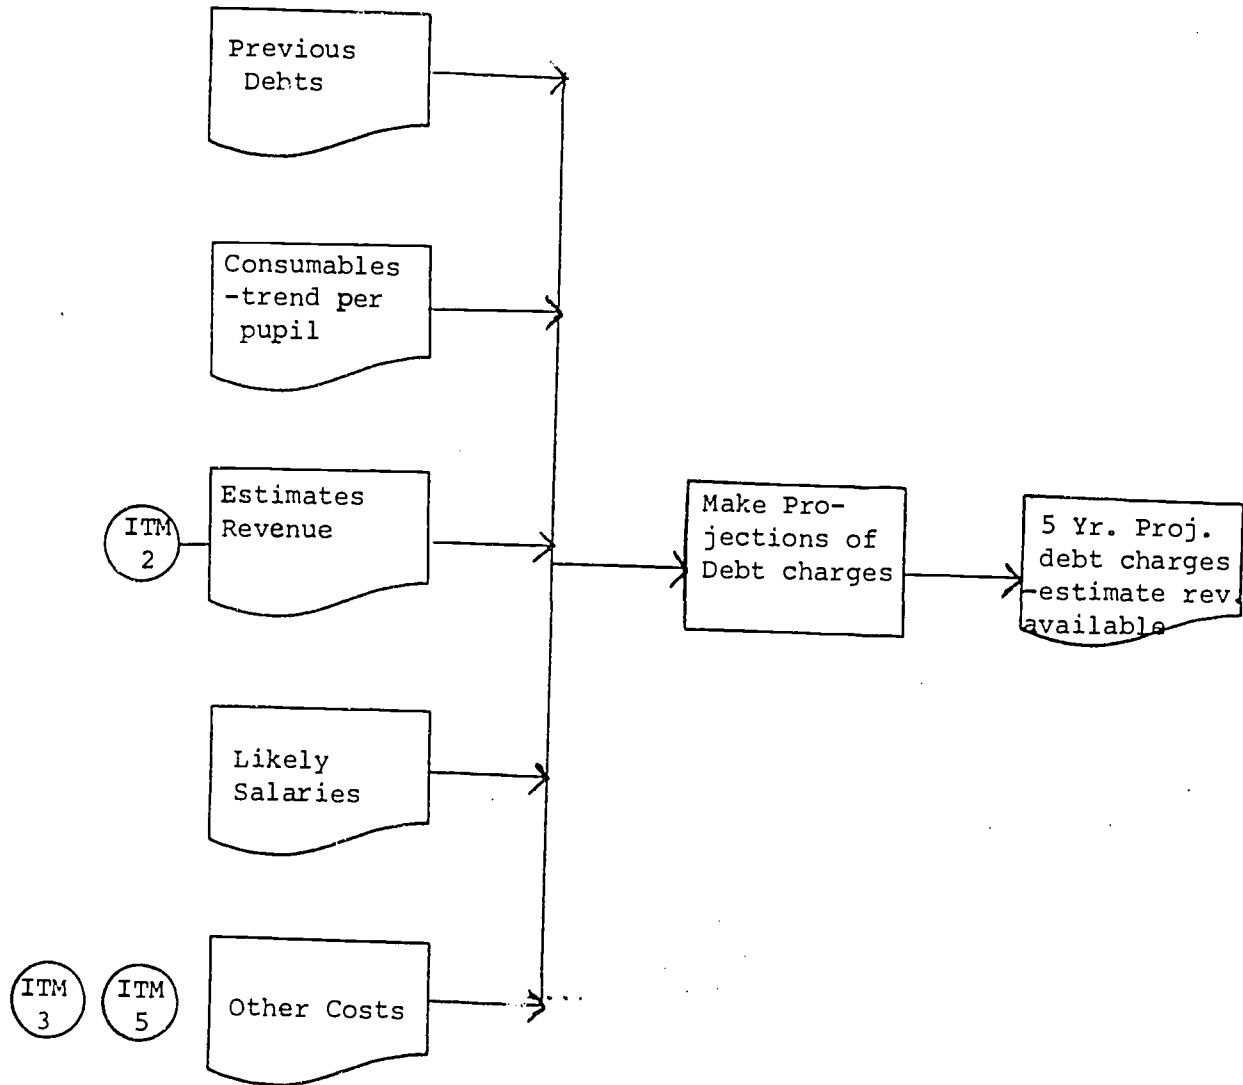 Previous
Debts
Consumables
-trend per
pupil
ITM
2
Estimates
Revenue
Make Pro-
jections of
Debt charges
5 Yr. Proj.
debt charges
-estimate rev.
available
Likely
Salaries
ITM
3
ITM
5
Other Costs